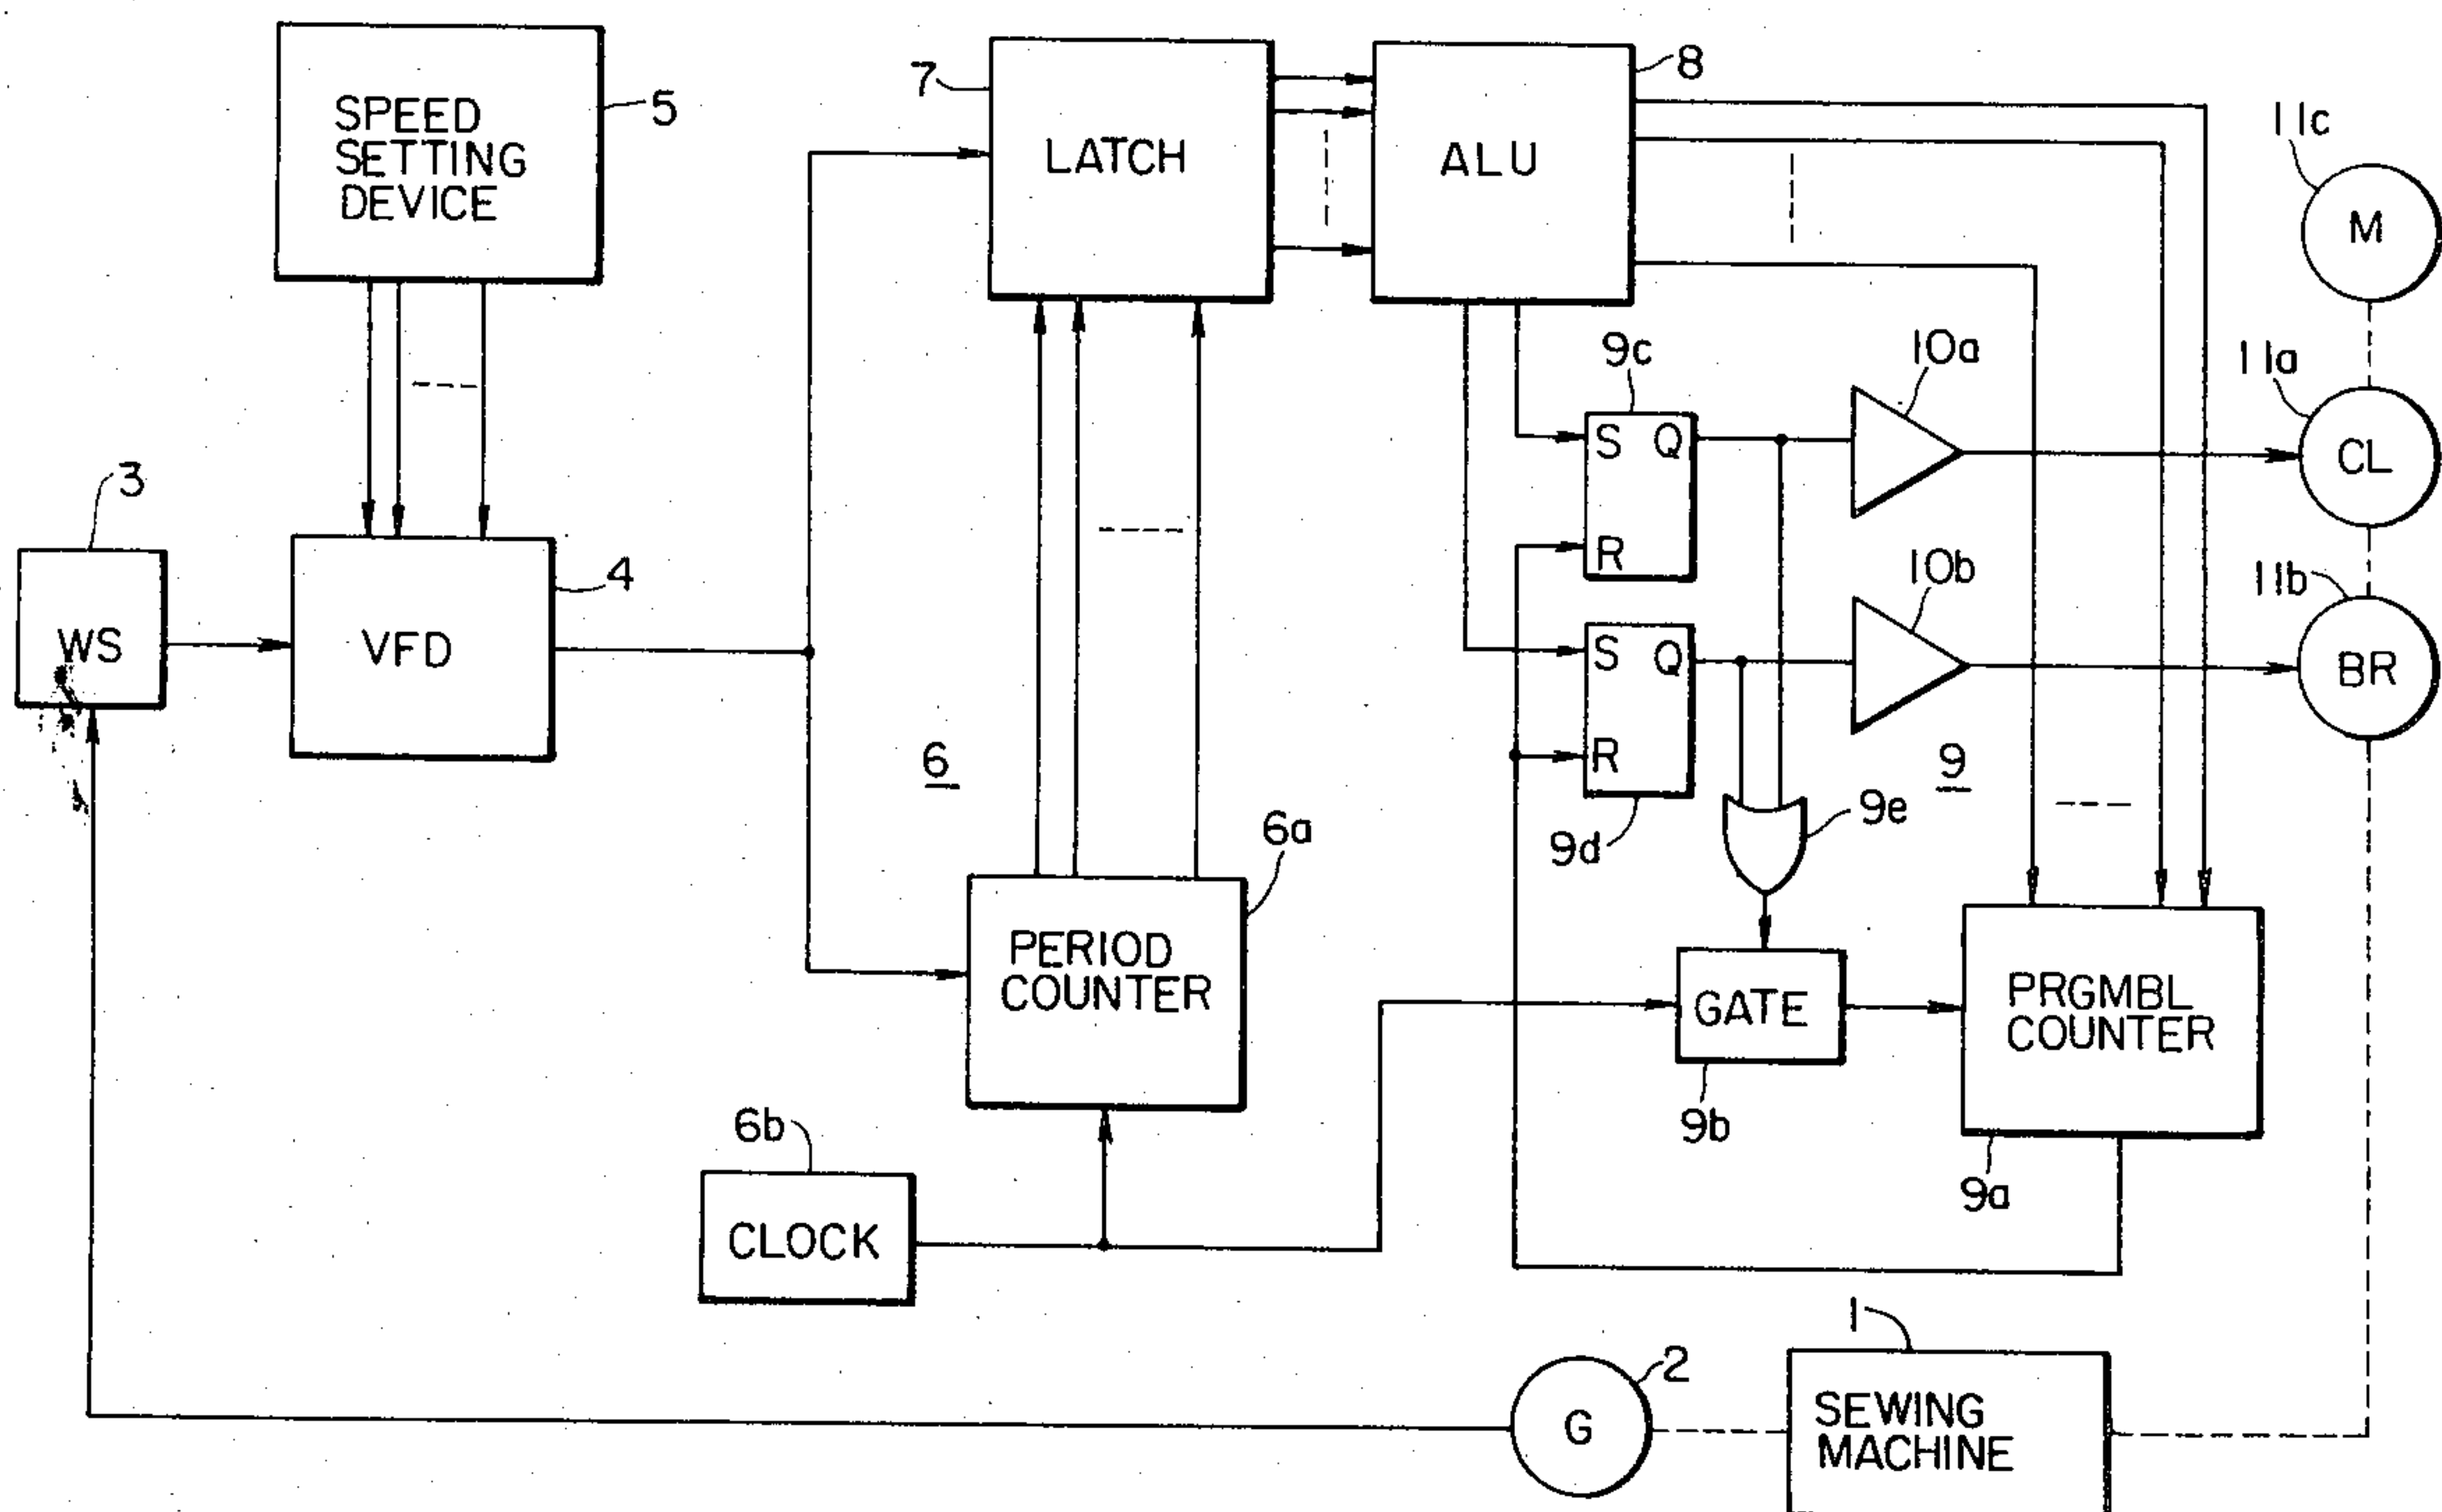 SPEED
SETTING
DEVICE
5
7
LATCH
ALU
8
11c
M
3
WS
VFD
4
9c
S Q
R
10a
11a
CL
10b
11b
S Q
R
BR
6
9
9d
9e
6a
PERIOD
COUNTER
GATE
9b
PRGMBL
COUNTER
9a
6b
CLOCK
1
2
G
SEWING
MACHINE